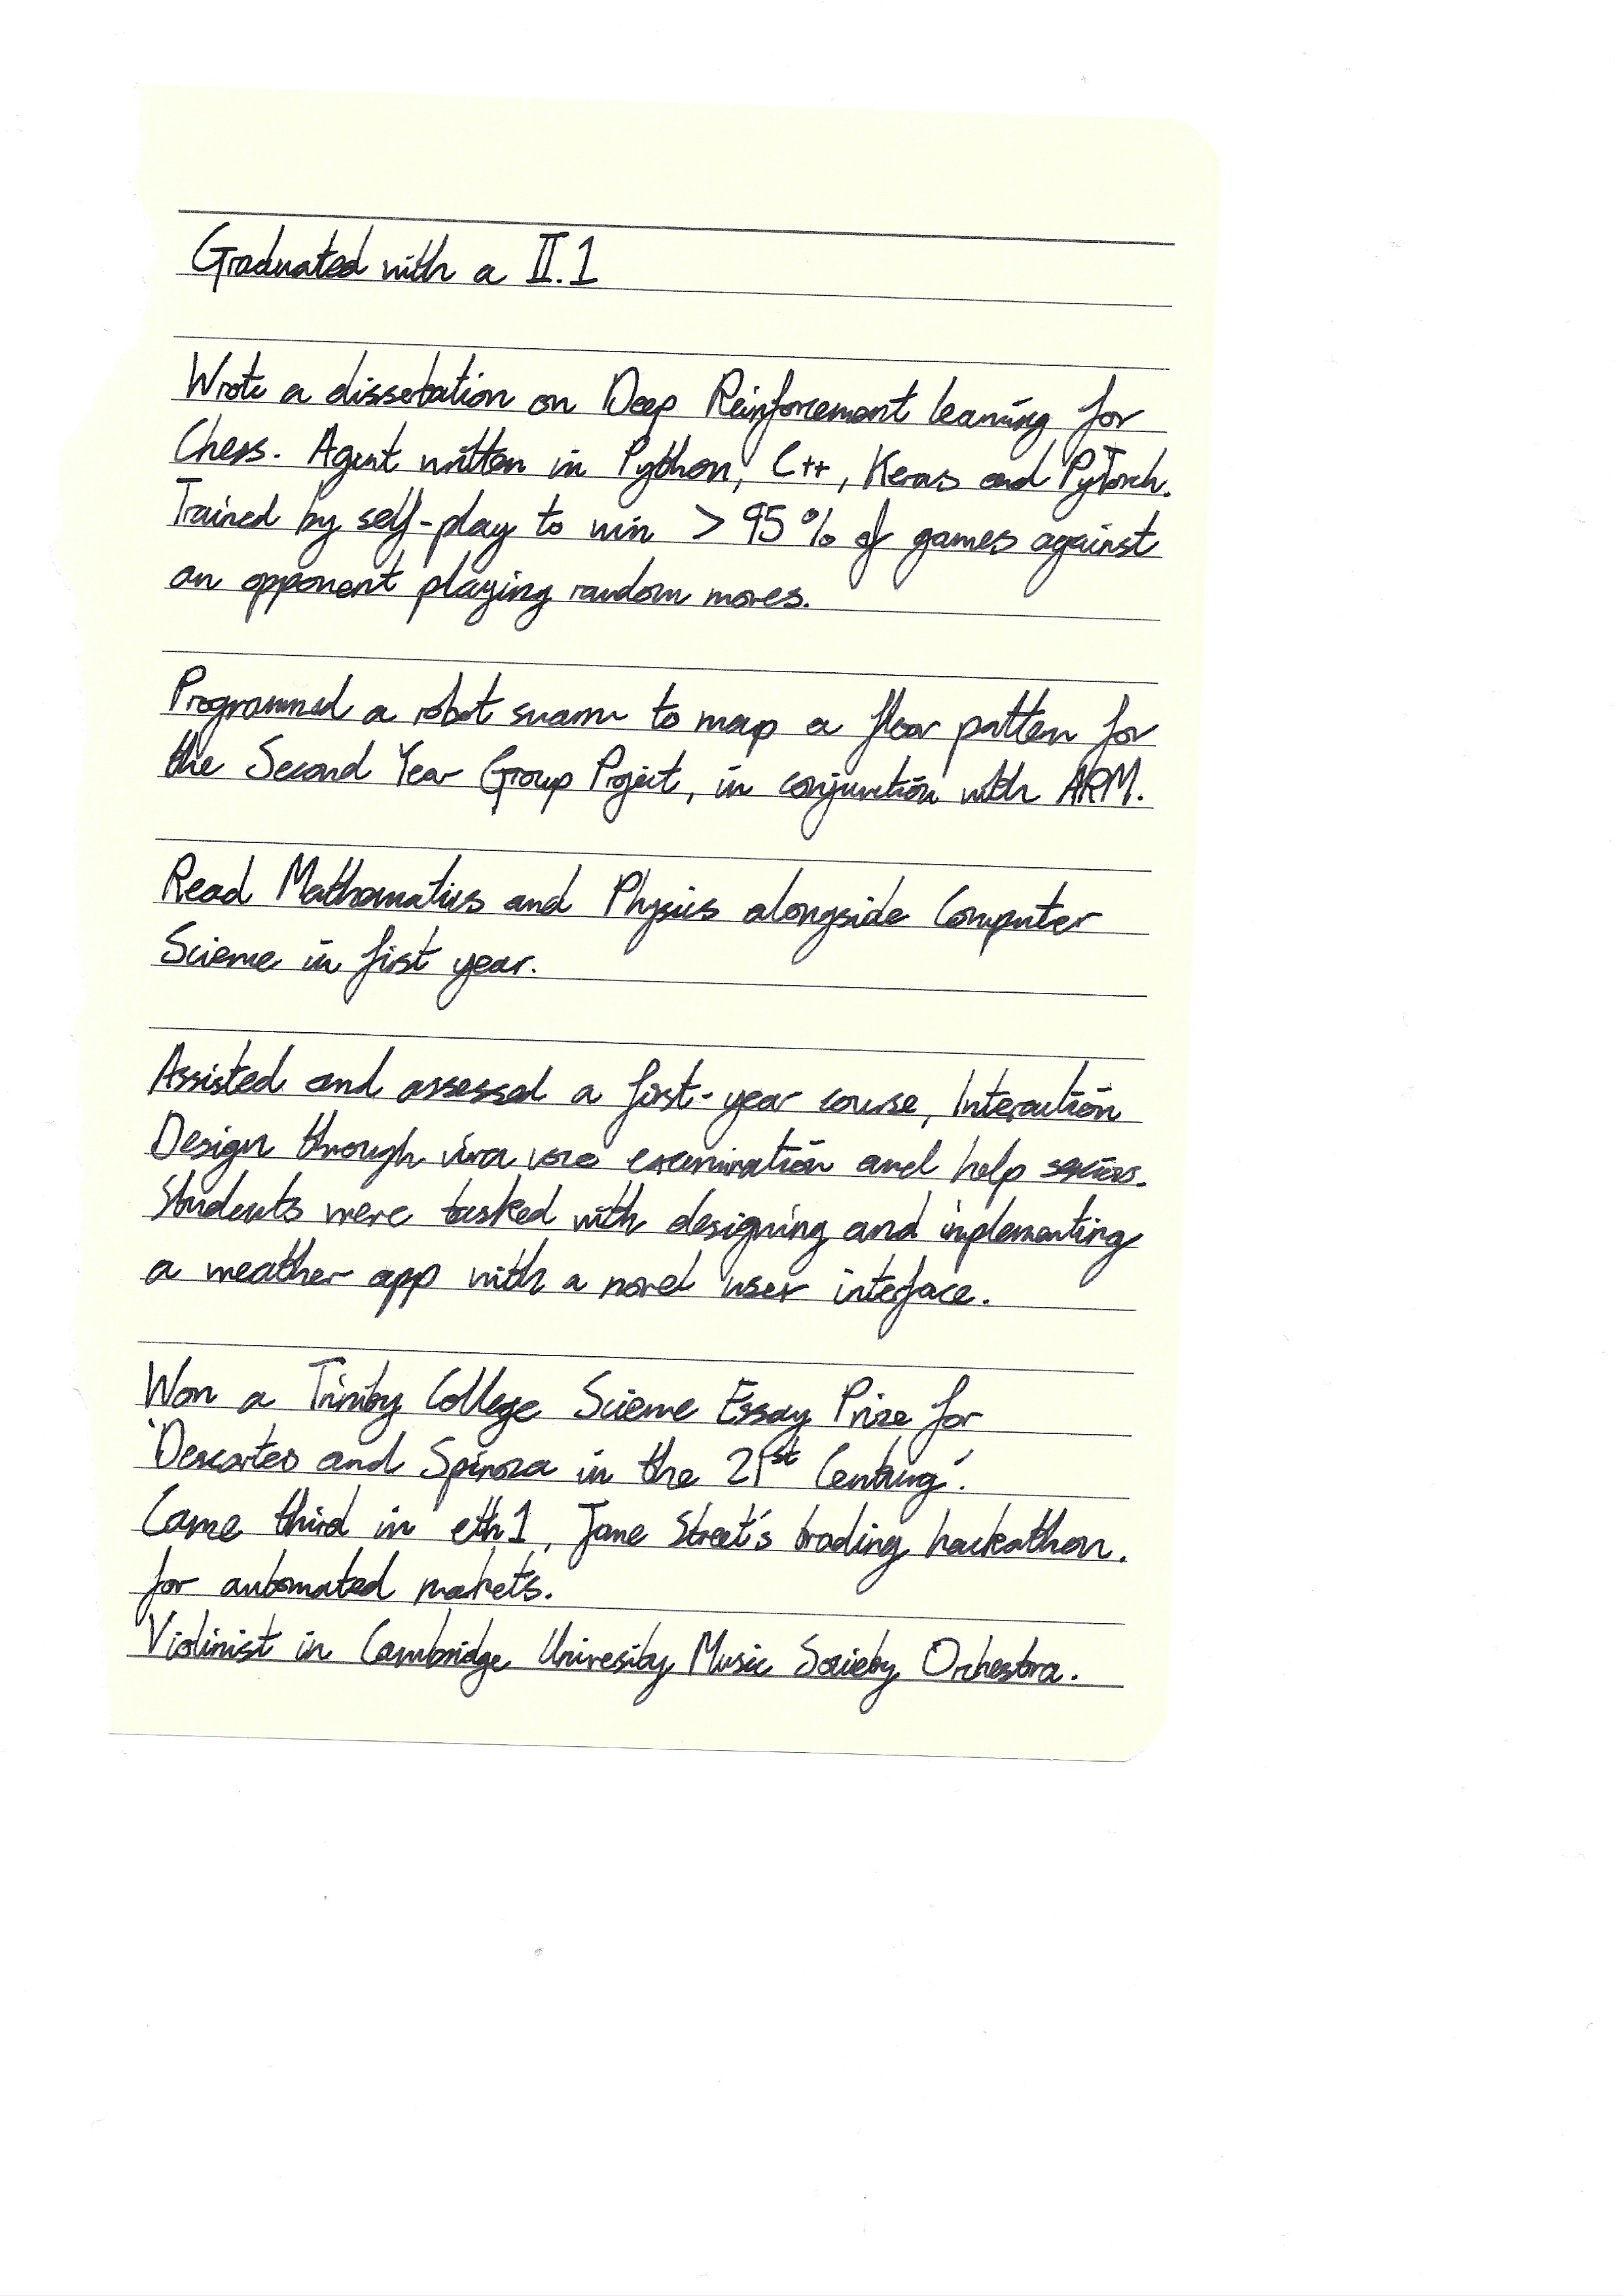 Graduated with a II.1
Wrote a dissertation on Deep Reinforcement learning for
Chess. Agent written in Python, C++, Keras and PyTorch.
Trained by self-play to win >95% of games against
an opponent playing random moves.
Programmed a robot swarm to map a floor pattern for
the Second Year Group Project, in conjunction with ARM.
Read Mathematics and Physics alongside Computer
Science in first year.
Assisted and assessed a first-year course, Interaction
Design through viva voce examination and help sessions.
Students were tasked with designing and implementing
a weather app with a novel user interface.
Won a Trinity College Science Essay Prize for
'Descartes and Spinoza in the 21st Century'.
Came third in eth1, Jane Street's trading hackathon.
for automated markets.
Violinist in Cambridge University Music Society Orchestra.